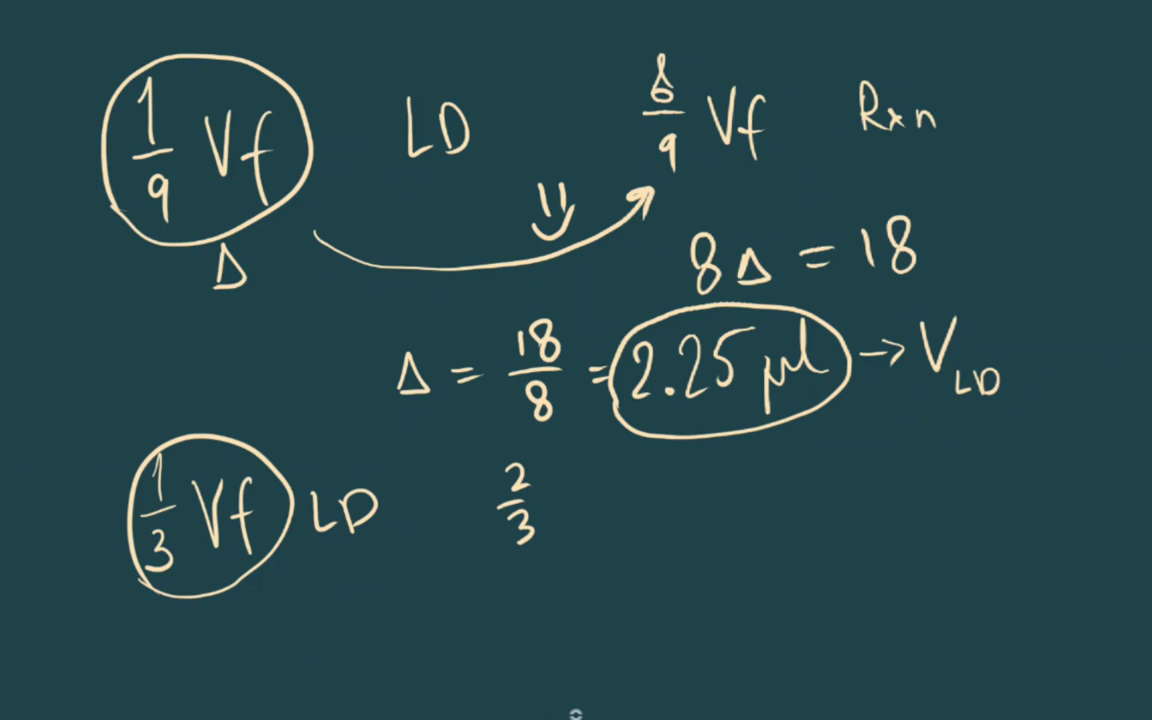 1/9 Vf LD 8/9 Vf Rxn
Δ
8Δ = 18
Δ = 18/8 = 2.25 μl → V_LD
1/3 Vf LD 2/3